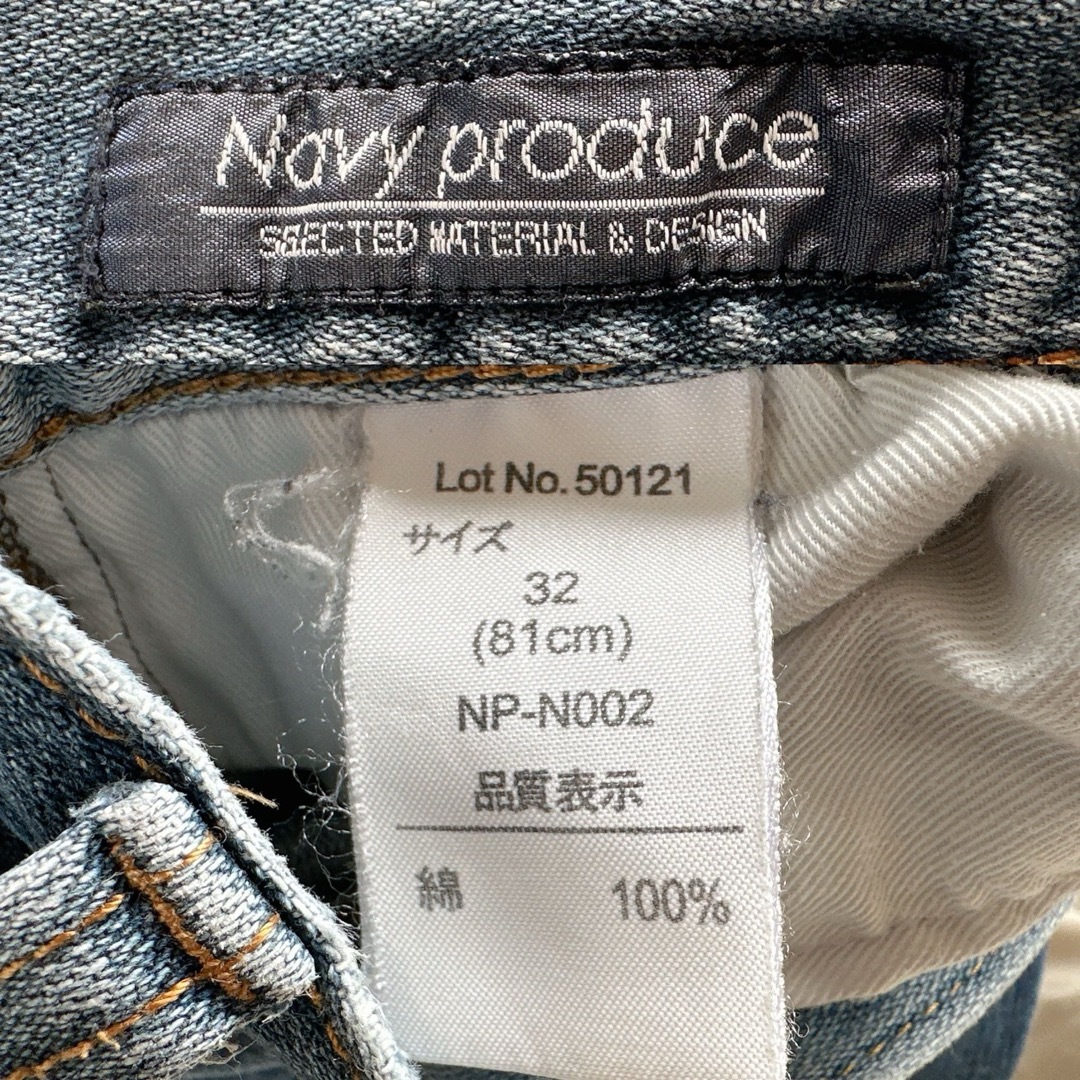 Navy produce
SGECTED MATERIAL & DESIGN
Lot No. 50121
サイズ
32
(81cm)
NP-N002
品質表示
綿 100%